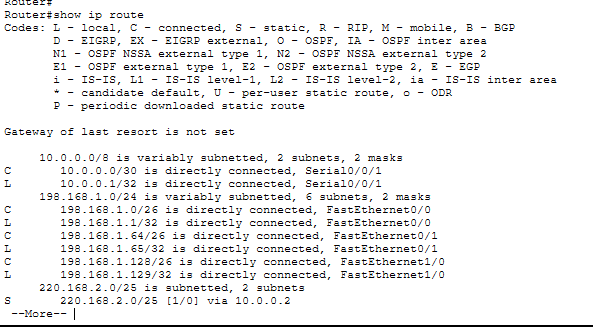 Router#
Router#show ip route
Codes: L - local, C - connected, S - static, R - RIP, M - mobile, B - BGP
D - EIGRP, EX - EIGRP external, O - OSPF, IA - OSPF inter area
N1 - OSPF NSSA external type 1, N2 - OSPF NSSA external type 2
E1 - OSPF external type 1, E2 - OSPF external type 2, E - EGP
i - IS-IS, L1 - IS-IS level-1, L2 - IS-IS level-2, ia - IS-IS inter area
* - candidate default, U - per-user static route, o - ODR
P - periodic downloaded static route
Gateway of last resort is not set
10.0.0.0/8 is variably subnetted, 2 subnets, 2 masks
C 10.0.0.0/30 is directly connected, Serial0/0/1
L 10.0.0.1/32 is directly connected, Serial0/0/1
198.168.1.0/24 is variably subnetted, 6 subnets, 2 masks
C 198.168.1.0/26 is directly connected, FastEthernet0/0
L 198.168.1.1/32 is directly connected, FastEthernet0/0
C 198.168.1.64/26 is directly connected, FastEthernet0/1
L 198.168.1.65/32 is directly connected, FastEthernet0/1
C 198.168.1.128/26 is directly connected, FastEthernet1/0
L 198.168.1.129/32 is directly connected, FastEthernet1/0
220.168.2.0/25 is subnetted, 2 subnets
S 220.168.2.0/25 [1/0] via 10.0.0.2
--More--